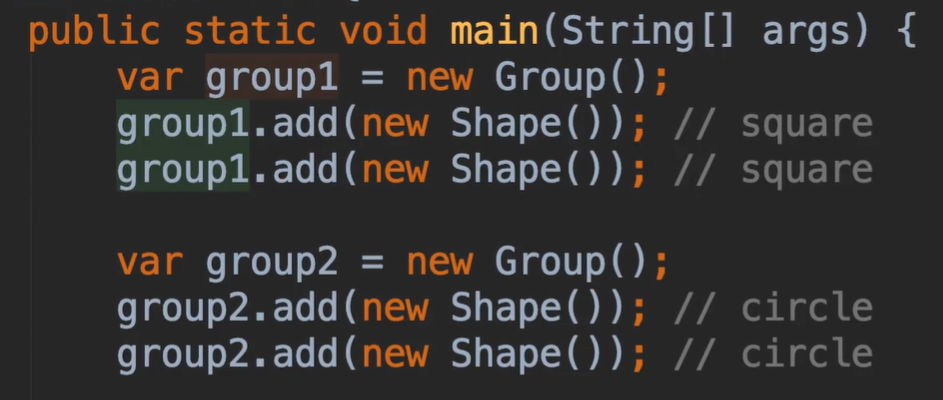 public static void main(String[] args) {
var group1 = new Group();
group1.add(new Shape()); // square
group1.add(new Shape()); // square
var group2 = new Group();
group2.add(new Shape()); // circle
group2.add(new Shape()); // circle